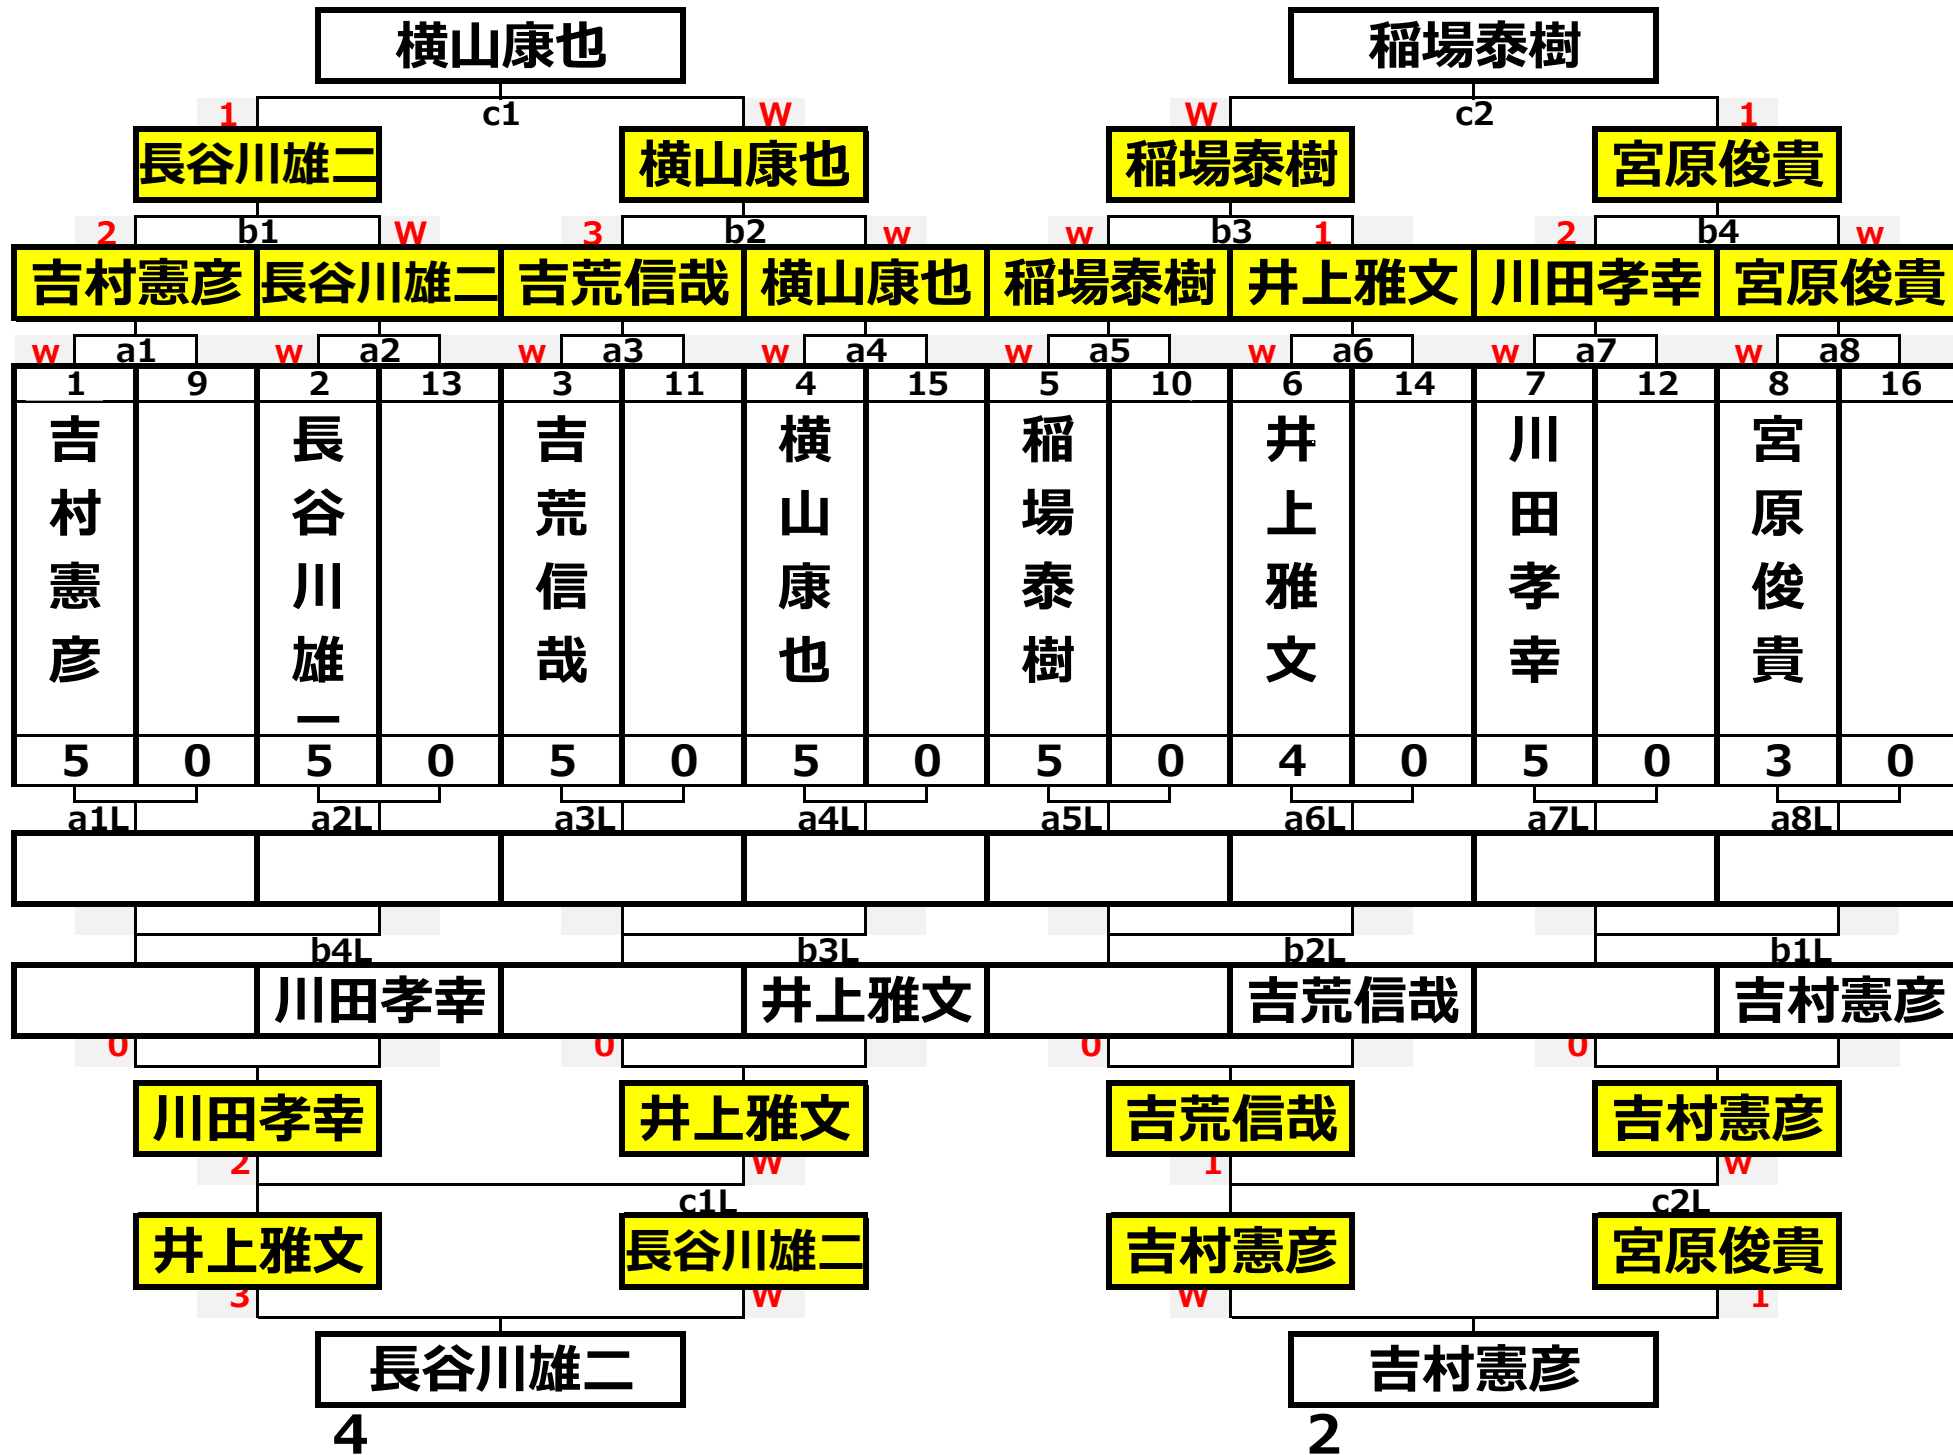 横山康也 稲場泰樹
1 c1 W W c2 1
長谷川雄二 横山康也 稲場泰樹 宮原俊貴
2 b1 W 3 b2 w w b3 1 2 b4 w
吉村憲彦 長谷川雄二 吉荒信哉 横山康也 稲場泰樹 井上雅文 川田孝幸 宮原俊貴
w a1 w a2 w a3 w a4 w a5 w a6 w a7 w a8
1 9 2 13 3 11 4 15 5 10 6 14 7 12 8 16
吉村憲彦
長谷川雄二
吉荒信哉
横山康也
稲場泰樹
井上雅文
川田孝幸
宮原俊貴
5 0 5 0 5 0 5 0 5 0 4 0 5 0 3 0
a1L a2L a3L a4L a5L a6L a7L a8L
b4L b3L b2L b1L
川田孝幸 井上雅文 吉荒信哉 吉村憲彦
0 0 0 0
川田孝幸 井上雅文 吉荒信哉 吉村憲彦
2 W 1 w
c1L c2L
井上雅文 長谷川雄二 吉村憲彦 宮原俊貴
3 W W 1
長谷川雄二 吉村憲彦
4 2